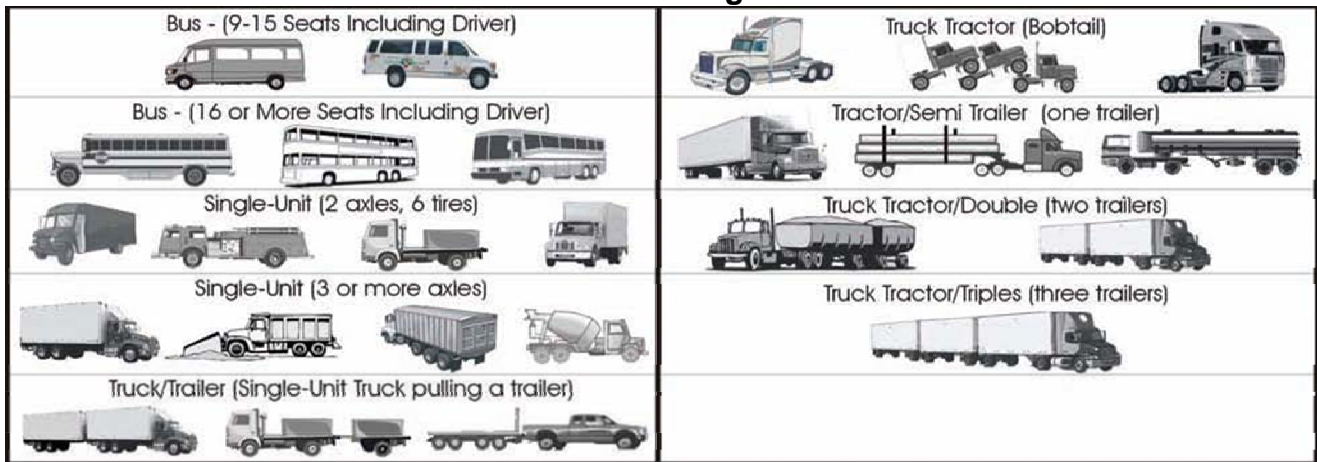 Bus - (9-15 Seats Including Driver)
Bus - (16 or More Seats Including Driver)
Single-Unit (2 axles, 6 tires)
Single-Unit (3 or more axles)
Truck/Trailer (Single-Unit Truck pulling a trailer)
Truck Tractor (Bobtail)
Tractor/Semi Trailer (one trailer)
Truck Tractor/Double (two trailers)
Truck Tractor/Triples (three trailers)